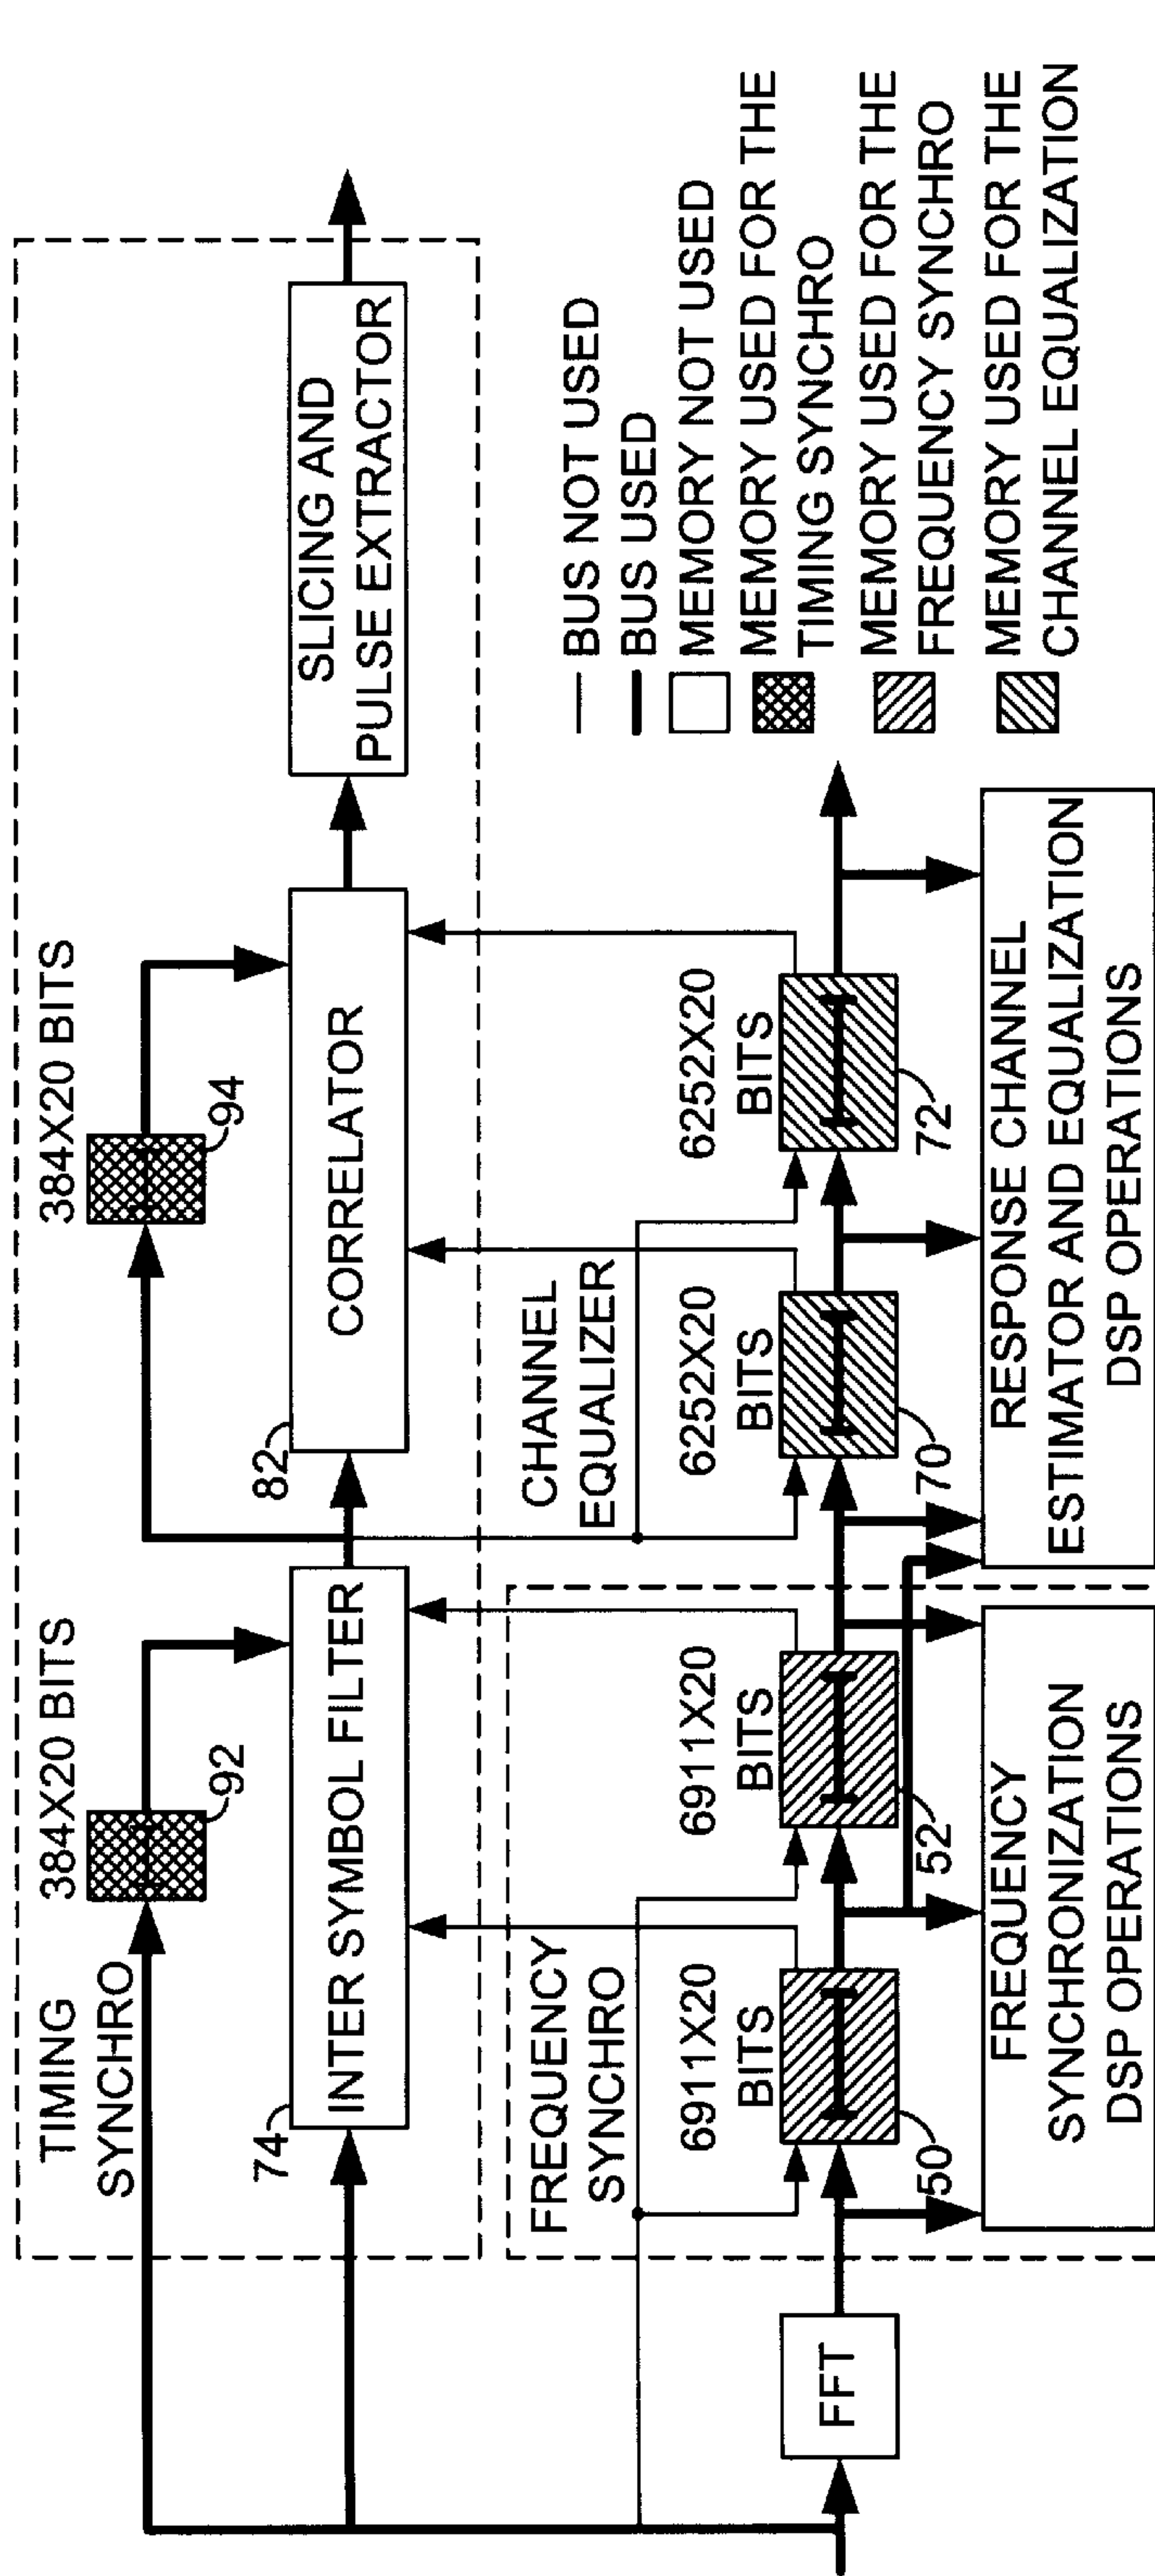 TIMING
SYNCHRO
384X20 BITS
92
384X20 BITS
94
74
INTER SYMBOL FILTER
82
CORRELATOR
SLICING AND
PULSE EXTRACTOR
FREQUENCY
SYNCHRO
CHANNEL
EQUALIZER
FFT
6911X20
BITS
50
6911X20
BITS
52
6252X20
BITS
70
6252X20
BITS
72
FREQUENCY
SYNCHRONIZATION
DSP OPERATIONS
RESPONSE CHANNEL
ESTIMATOR AND EQUALIZATION
DSP OPERATIONS
BUS NOT USED
BUS USED
MEMORY NOT USED
MEMORY USED FOR THE
TIMING SYNCHRO
MEMORY USED FOR THE
FREQUENCY SYNCHRO
MEMORY USED FOR THE
CHANNEL EQUALIZATION